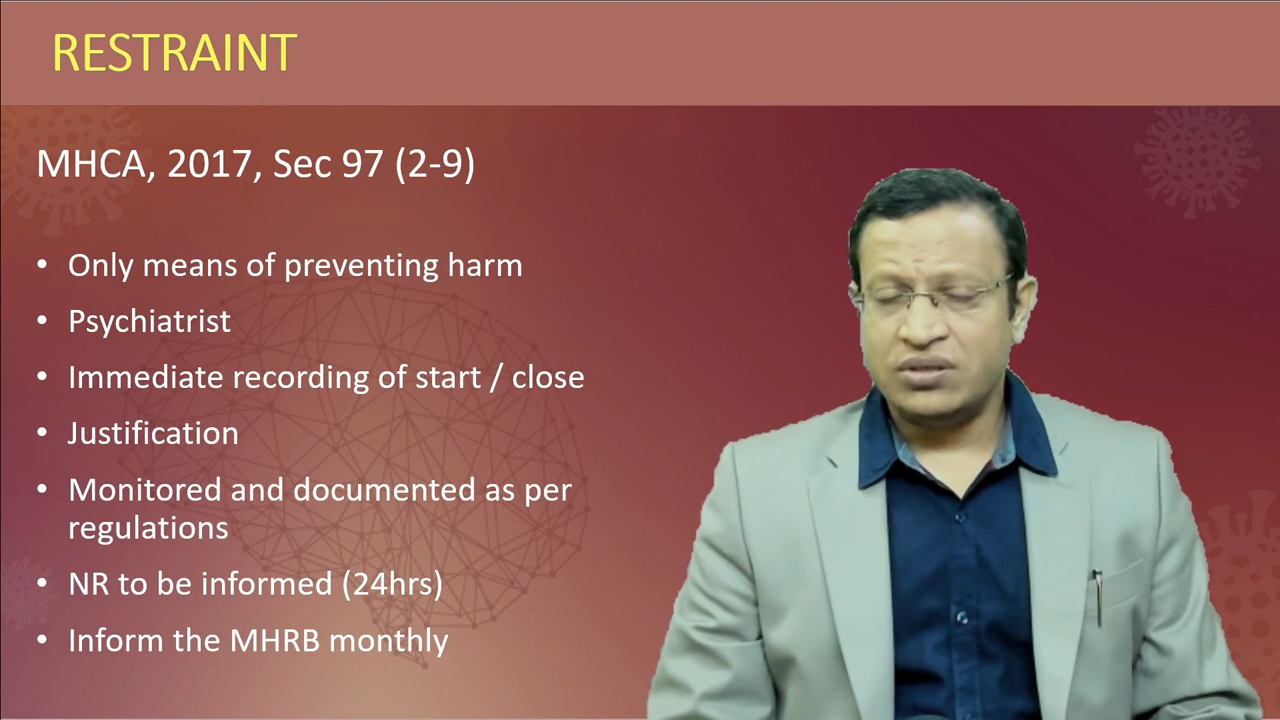 RESTRAINT
MHCA, 2017, Sec 97 (2-9)
• Only means of preventing harm
• Psychiatrist
• Immediate recording of start / close
• Justification
• Monitored and documented as per
regulations
• NR to be informed (24hrs)
• Inform the MHRB monthly